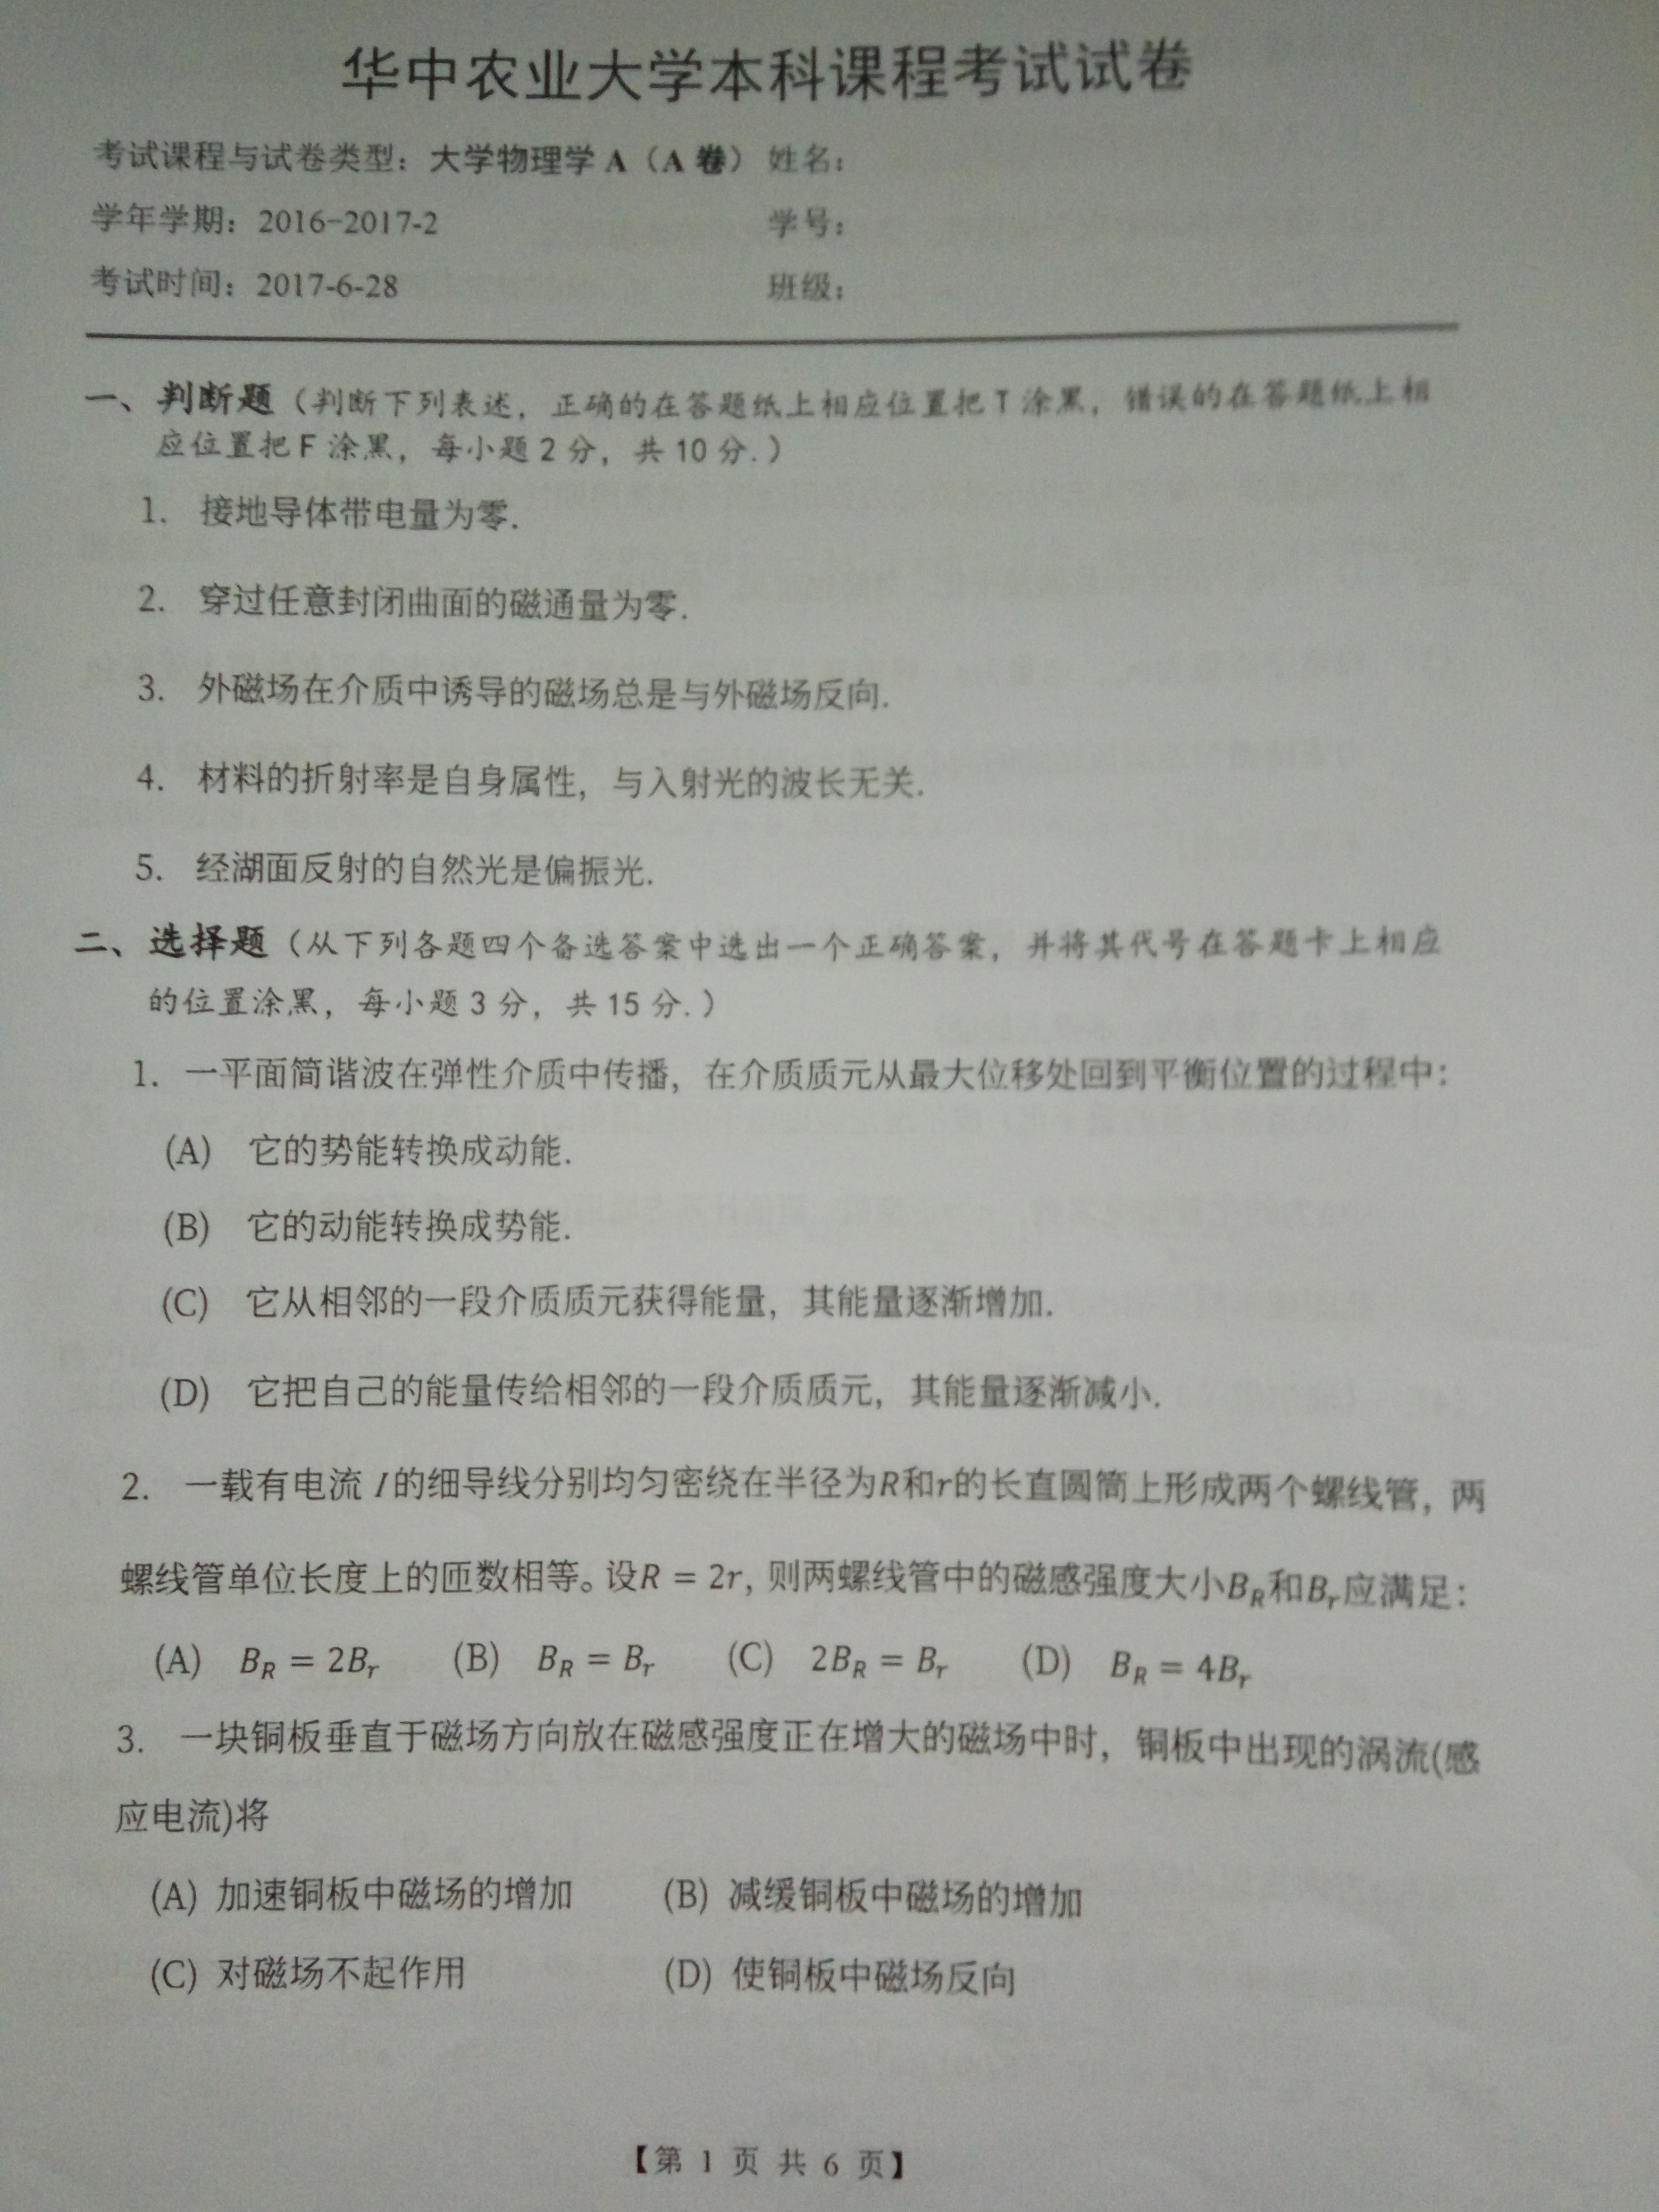 华中农业大学本科课程考试试卷
考试课程与试卷类型：大学物理学 A（A 卷） 姓名：
学年学期：2016-2017-2 学号：
考试时间：2017-6-28 班级：
一、判断题（判断下列表述，正确的在答题纸上相应位置把 T 涂黑，错误的在答题纸上相
应位置把 F 涂黑，每小题 2 分，共 10 分.）
1. 接地导体带电量为零.
2. 穿过任意封闭曲面的磁通量为零.
3. 外磁场在介质中诱导的磁场总是与外磁场反向.
4. 材料的折射率是自身属性，与入射光的波长无关.
5. 经湖面反射的自然光是偏振光.
二、选择题（从下列各题四个备选答案中选出一个正确答案，并将其代号在答题卡上相应
的位置涂黑，每小题 3 分，共 15 分.）
1. 一平面简谐波在弹性介质中传播，在介质质元从最大位移处回到平衡位置的过程中：
(A) 它的势能转换成动能.
(B) 它的动能转换成势能.
(C) 它从相邻的一段介质质元获得能量，其能量逐渐增加.
(D) 它把自己的能量传给相邻的一段介质质元，其能量逐渐减小.
2. 一载有电流 I 的细导线分别均匀密绕在半径为R和r的长直圆筒上形成两个螺线管，两
螺线管单位长度上的匝数相等。设R = 2r, 则两螺线管中的磁感强度大小B_R和B_r应满足：
(A) B_R = 2B_r (B) B_R = B_r (C) 2B_R = B_r (D) B_R = 4B_r
3. 一块铜板垂直于磁场方向放在磁感强度正在增大的磁场中时，铜板中出现的涡流(感
应电流)将
(A) 加速铜板中磁场的增加 (B) 减缓铜板中磁场的增加
(C) 对磁场不起作用 (D) 使铜板中磁场反向
【第 1 页 共 6 页】